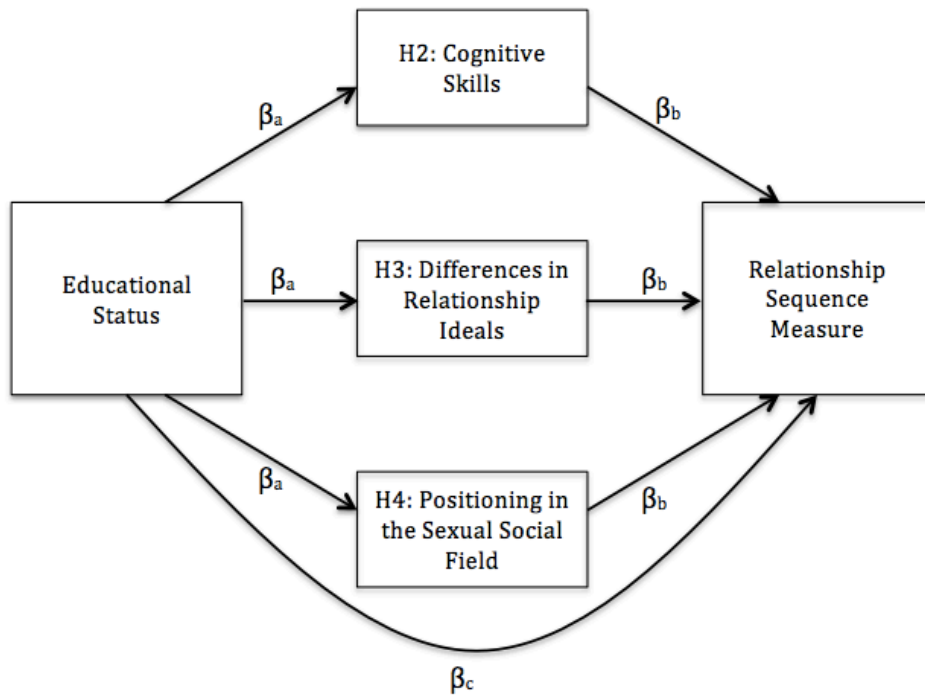 H2: Cognitive
Skills
βa
βb
Educational
Status
βa
H3: Differences in
Relationship
Ideals
βb
Relationship
Sequence
Measure
βa
H4: Positioning in
the Sexual Social
Field
βb
βc